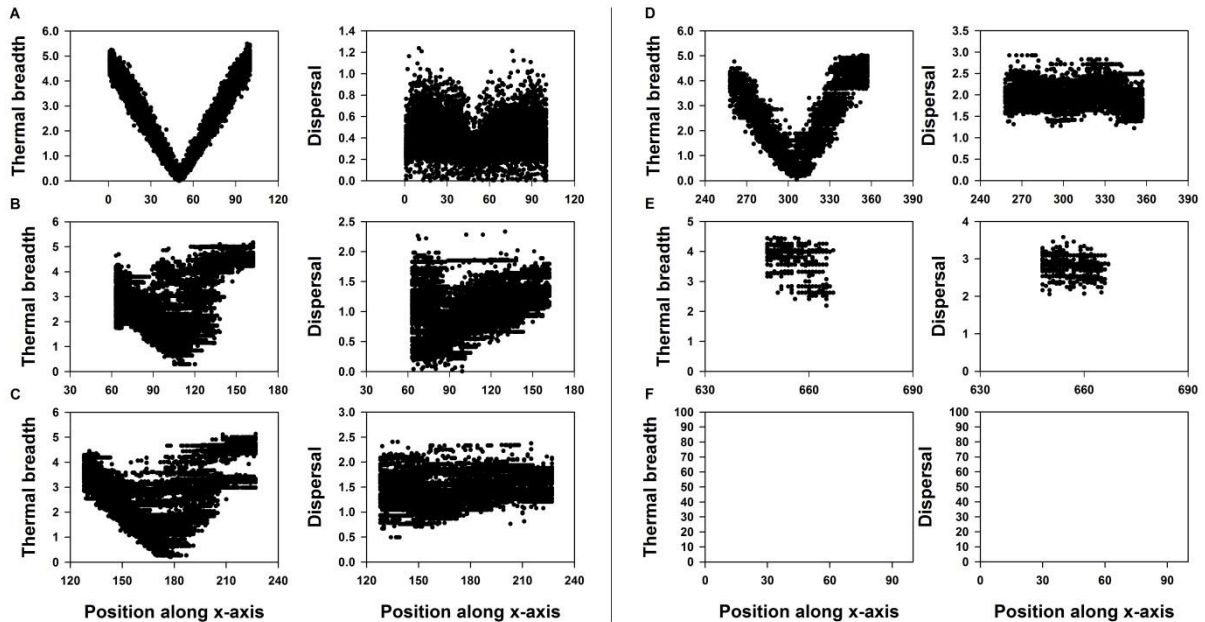 A
Thermal breadth
6.0
5.0
4.0
3.0
2.0
1.0
0.0
0 30 60 90 120
Dispersal
1.4
1.2
1.0
0.8
0.6
0.4
0.2
0.0
0 30 60 90 120
B
Thermal breadth
6
5
4
3
2
1
0
30 60 90 120 150 180
Dispersal
2.5
2.0
1.5
1.0
0.5
0.0
30 60 90 120 150 180
C
Thermal breadth
6
5
4
3
2
1
0
120 150 180 210 240
Position along x-axis
Dispersal
3.0
2.5
2.0
1.5
1.0
0.5
0.0
120 150 180 210 240
Position along x-axis
D
Thermal breadth
6.0
5.0
4.0
3.0
2.0
1.0
0.0
240 270 300 330 360 390
Dispersal
3.5
3.0
2.5
2.0
1.5
1.0
0.5
0.0
240 270 300 330 360 390
E
Thermal breadth
5
4
3
2
1
0
630 660 690
Dispersal
4
3
2
1
0
630 660 690
F
Thermal breadth
100
90
80
70
60
50
40
30
20
10
0
0 30 60 90
Position along x-axis
Dispersal
100
90
80
70
60
50
40
30
20
10
0
0 30 60 90
Position along x-axis